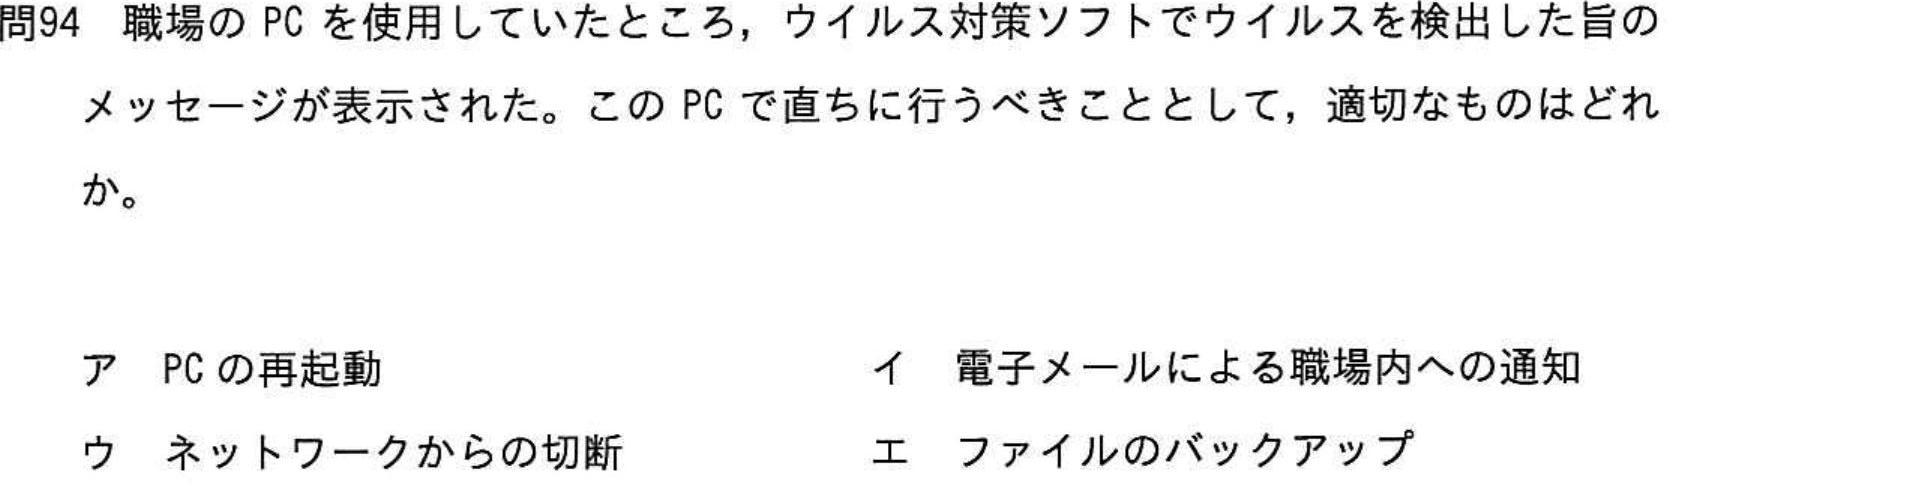 問94　職場の PC を使用していたところ，ウイルス対策ソフトでウイルスを検出した旨の
メッセージが表示された。この PC で直ちに行うべきこととして，適切なものはどれ
か。
ア　PC の再起動　　イ　電子メールによる職場内への通知
ウ　ネットワークからの切断　　エ　ファイルのバックアップ